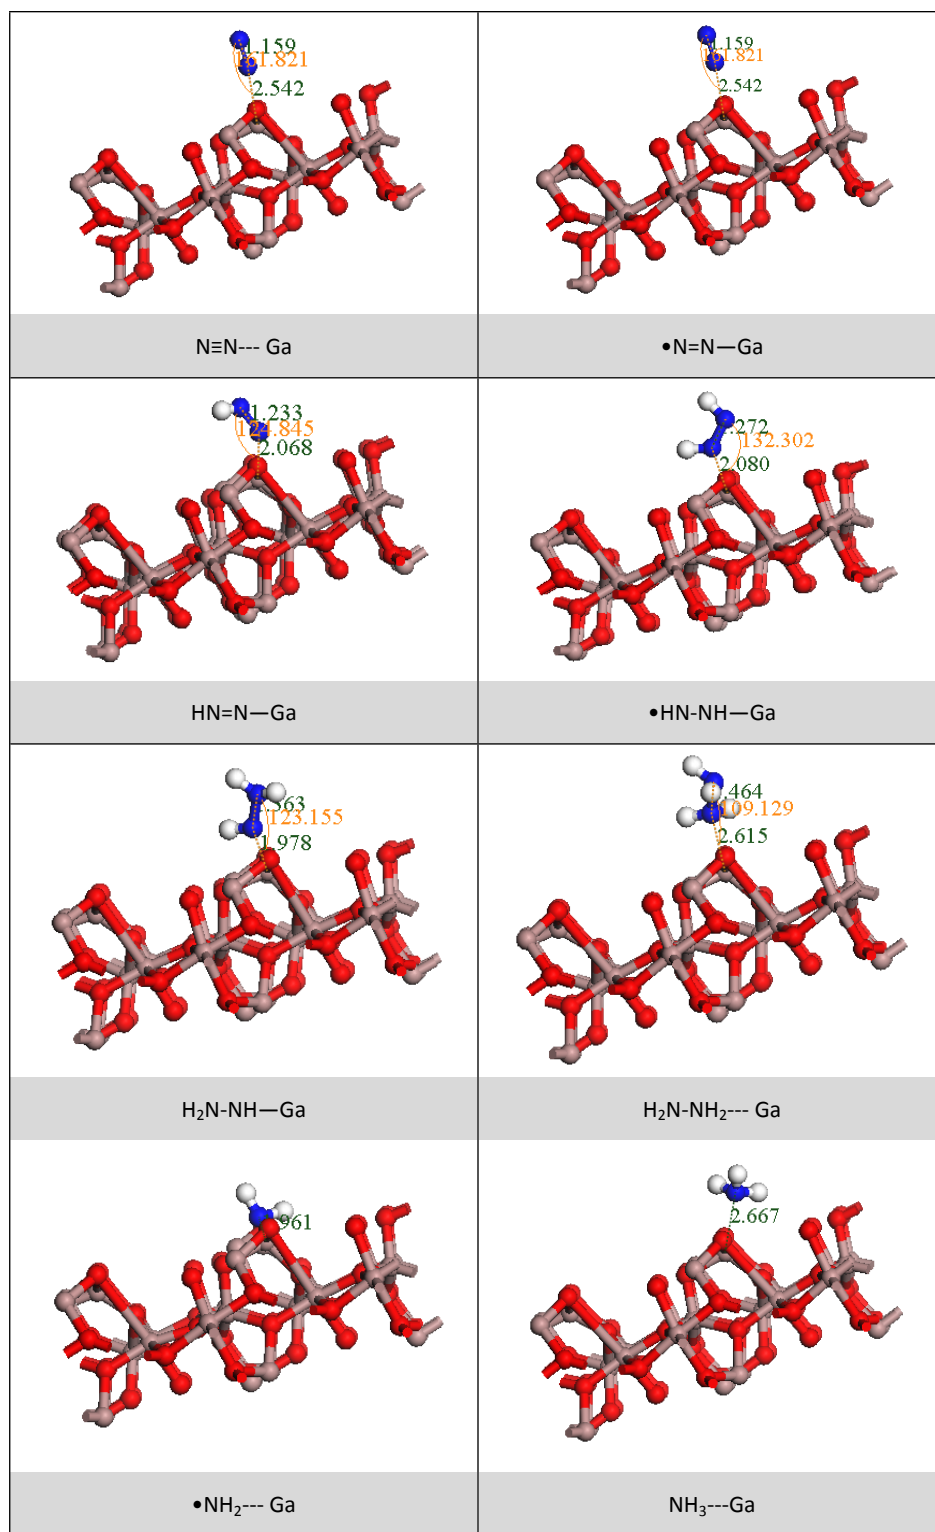 1.159
161.821
2.542
1.159
161.821
2.542
N≡N--- Ga
•N=N—Ga
1.233
124.845
2.068
.272
132.302
2.080
HN=N—Ga
•HN-NH—Ga
.363
123.155
1.978
.464
109.129
2.615
H₂N-NH—Ga
H₂N-NH₂--- Ga
.961
2.667
•NH₂--- Ga
NH₃---Ga